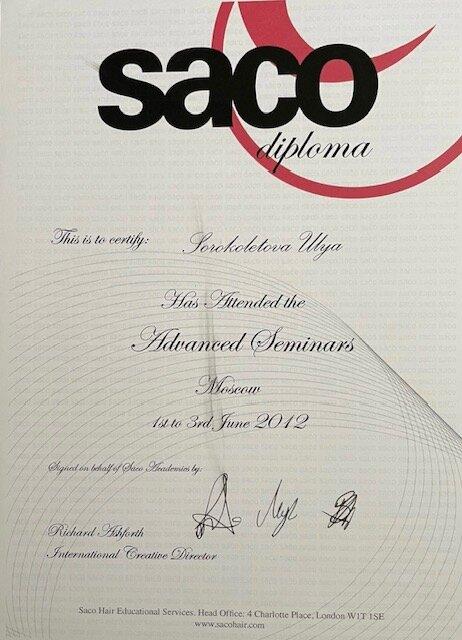 saco
diploma
This is to certify: Sorokoletova Ulya
Has Attended the
Advanced Seminars
Moscow
1st to 3rd June 2012
Signed on behalf of Saco Academies by:
Richard Ashforth
International Creative Director
Saco Hair Educational Services. Head Office: 4 Charlotte Place, London W1T 1SE
www.sacohair.com